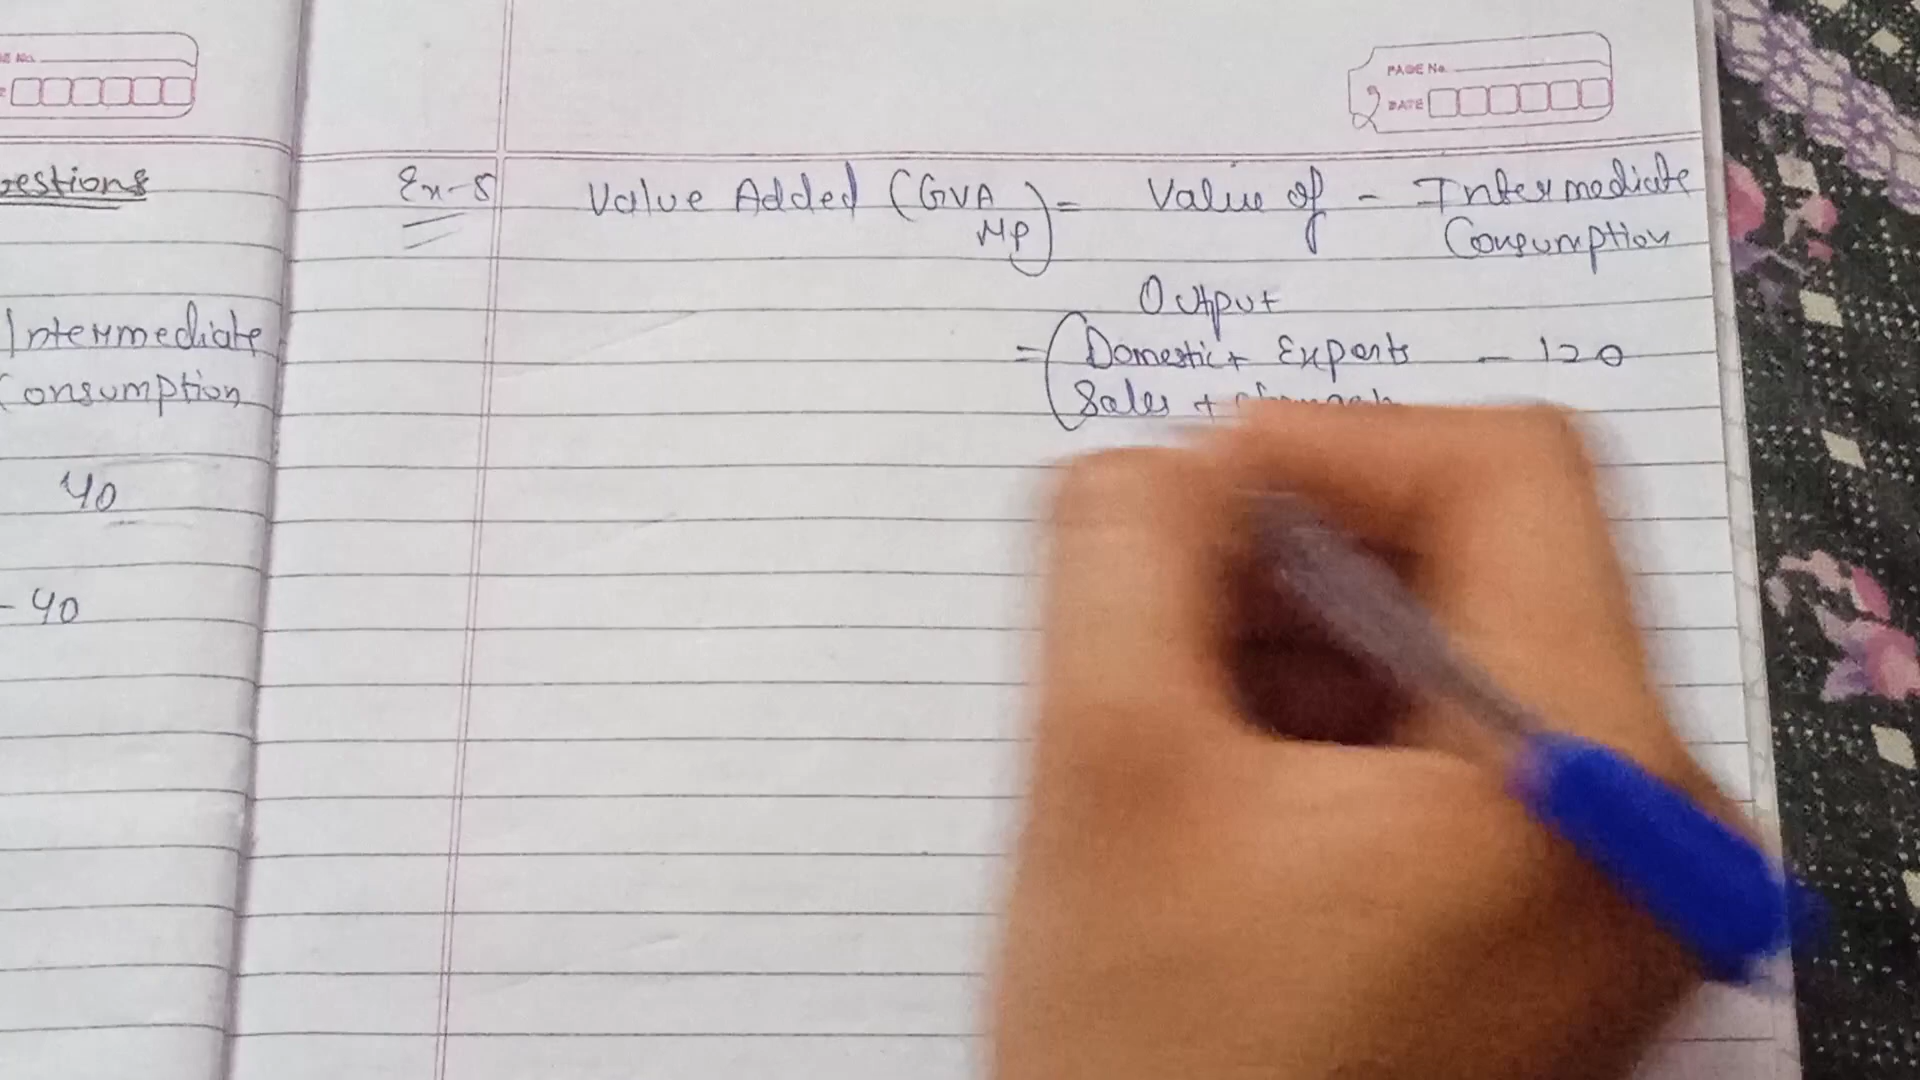 PAGE No.
DATE
2
Ex-5
Value Added (GVA MP) = Value of Output - Intermediate Consumption
= (Domestic + Exports - 120
Sales +
Intermediate
Consumption
40
- 40